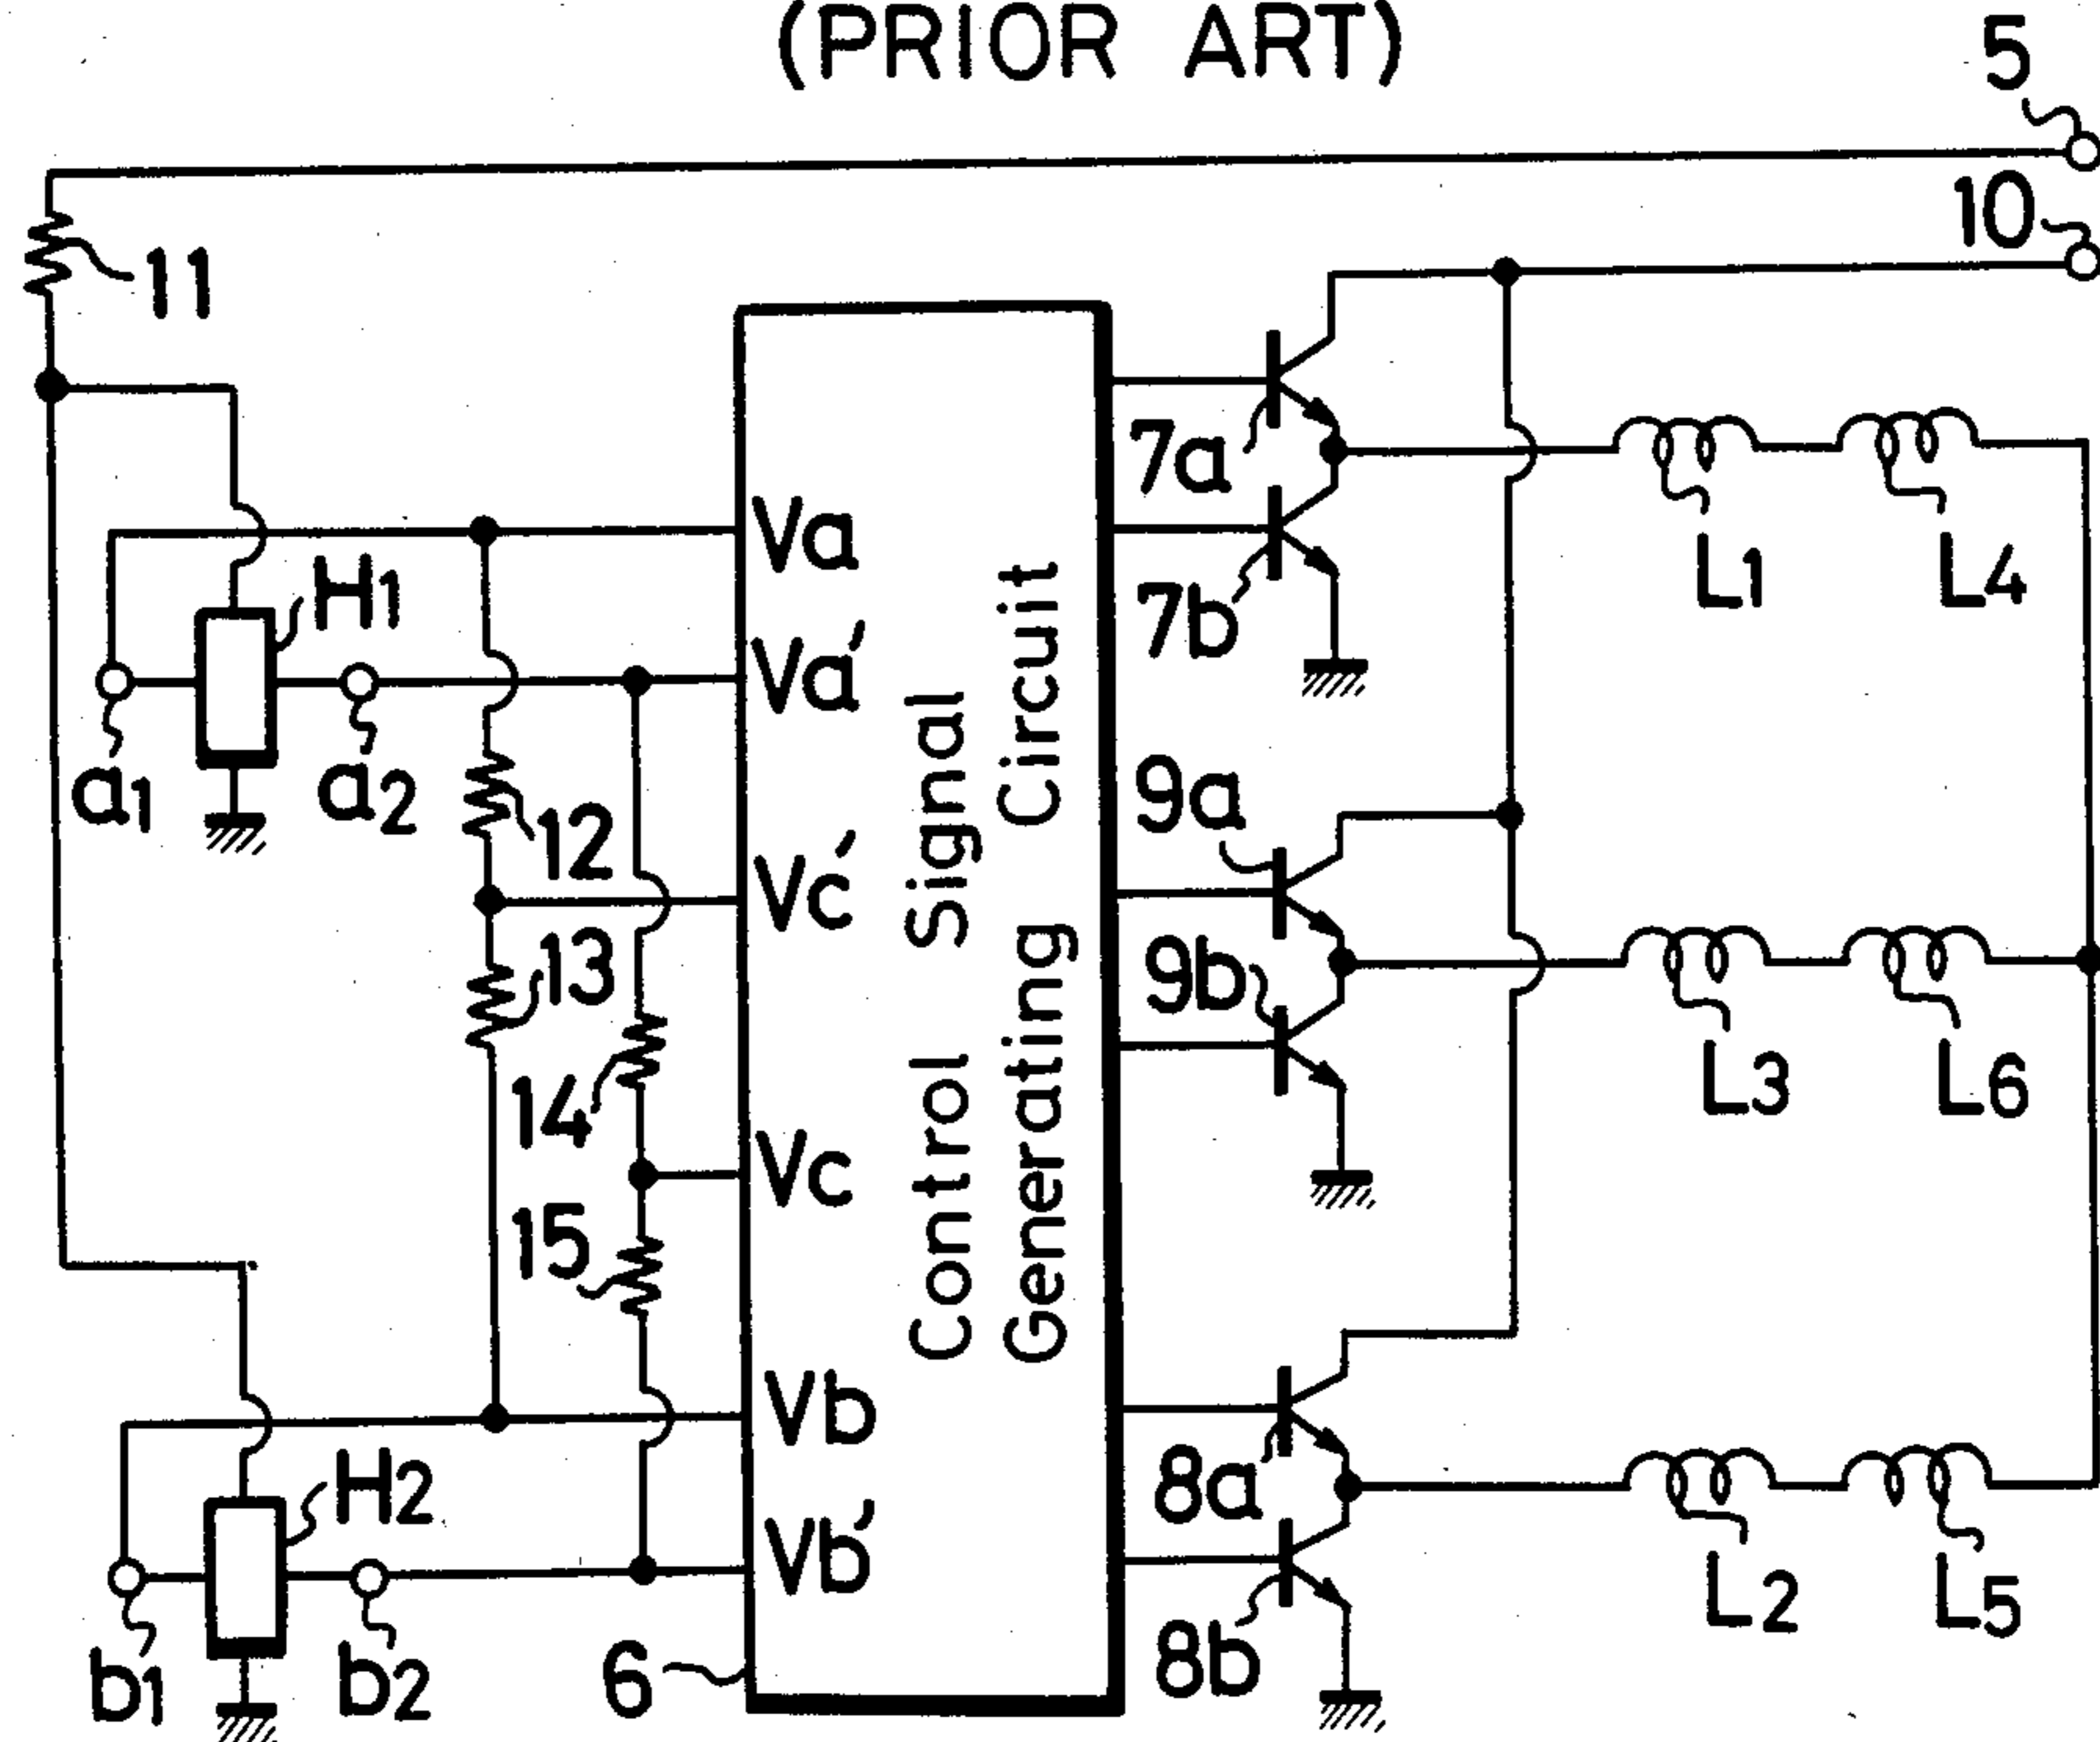 (PRIOR ART)
5
10
11
7a
Va
H1
L1
L4
7b
Va'
a1
a2
9a
12
Vc'
13
9b
L3
L6
14
Vc
15
Control Signal
Generating Circuit
Vb
8a
H2
Vb'
L2
L5
b1
b2
6
8b